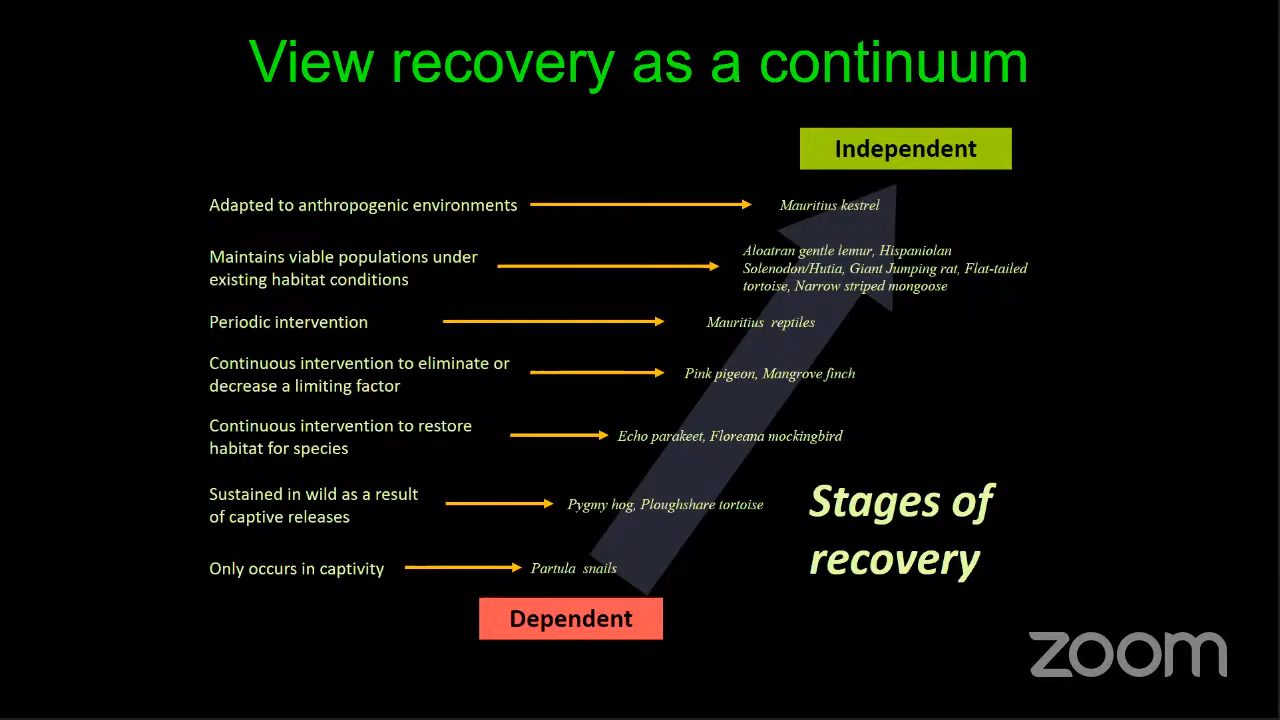 View recovery as a continuum
Independent
Adapted to anthropogenic environments
Mauritius kestrel
Maintains viable populations under
existing habitat conditions
Aloatran gentle lemur, Hispaniolan
Solenodon/Hutia, Giant Jumping rat, Flat-tailed
tortoise, Narrow striped mongoose
Periodic intervention
Mauritius reptiles
Continuous intervention to eliminate or
decrease a limiting factor
Pink pigeon, Mangrove finch
Continuous intervention to restore
habitat for species
Echo parakeet, Floreana mockingbird
Sustained in wild as a result
of captive releases
Pygmy hog, Ploughshare tortoise
Stages of
recovery
Only occurs in captivity
Partula snails
Dependent
zoom